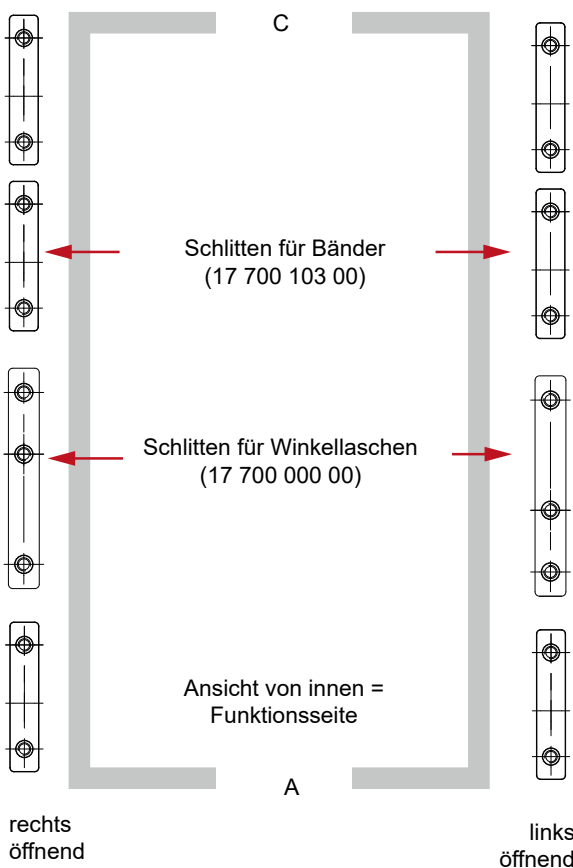 C
Schlitten für Bänder
(17 700 103 00)
Schlitten für Winkellaschen
(17 700 000 00)
Ansicht von innen =
Funktionsseite
A
rechts
öffnend
links
öffnend